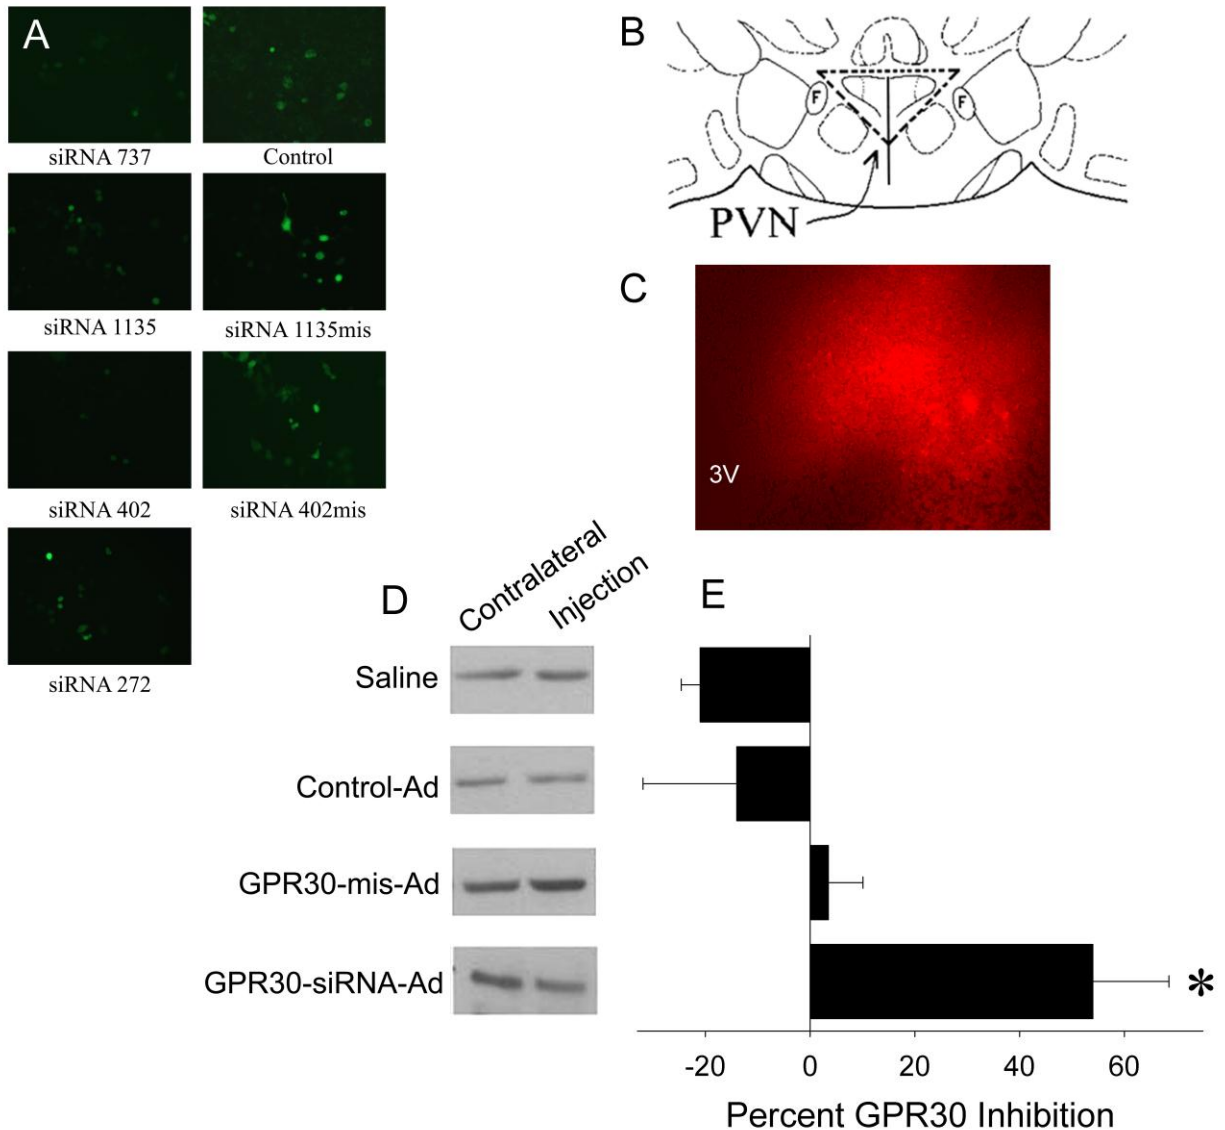 A
siRNA 737
Control
siRNA 1135
siRNA 1135mis
siRNA 402
siRNA 402mis
siRNA 272
B
F
F
PVN
C
3V
D
Contralateral
Injection
Saline
Control-Ad
GPR30-mis-Ad
GPR30-siRNA-Ad
E
*
-20 0 20 40 60
Percent GPR30 Inhibition